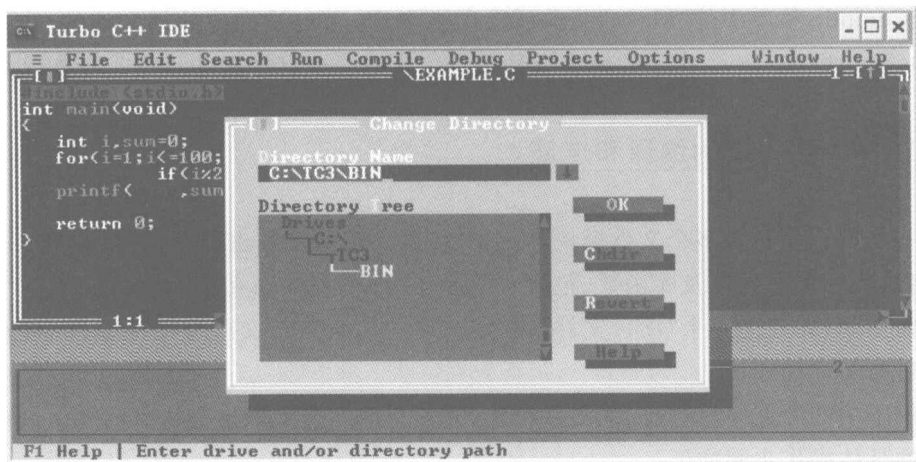 Turbo C++ IDE
≡ File Edit Search Run Compile Debug Project Options Window Help
\EXAMPLE.C 1
#include <stdio.h>
int main(void)
{
int i,sum=0;
for(i=1;i<=100;
if(i%2
printf( ,sum
return 0;
}
1:1
Change Directory
Directory Name
C:\TC3\BIN
Directory Tree
Drives
C:\
TC3
BIN
OK
Chdir
Revert
Help
2
F1 Help | Enter drive and/or directory path